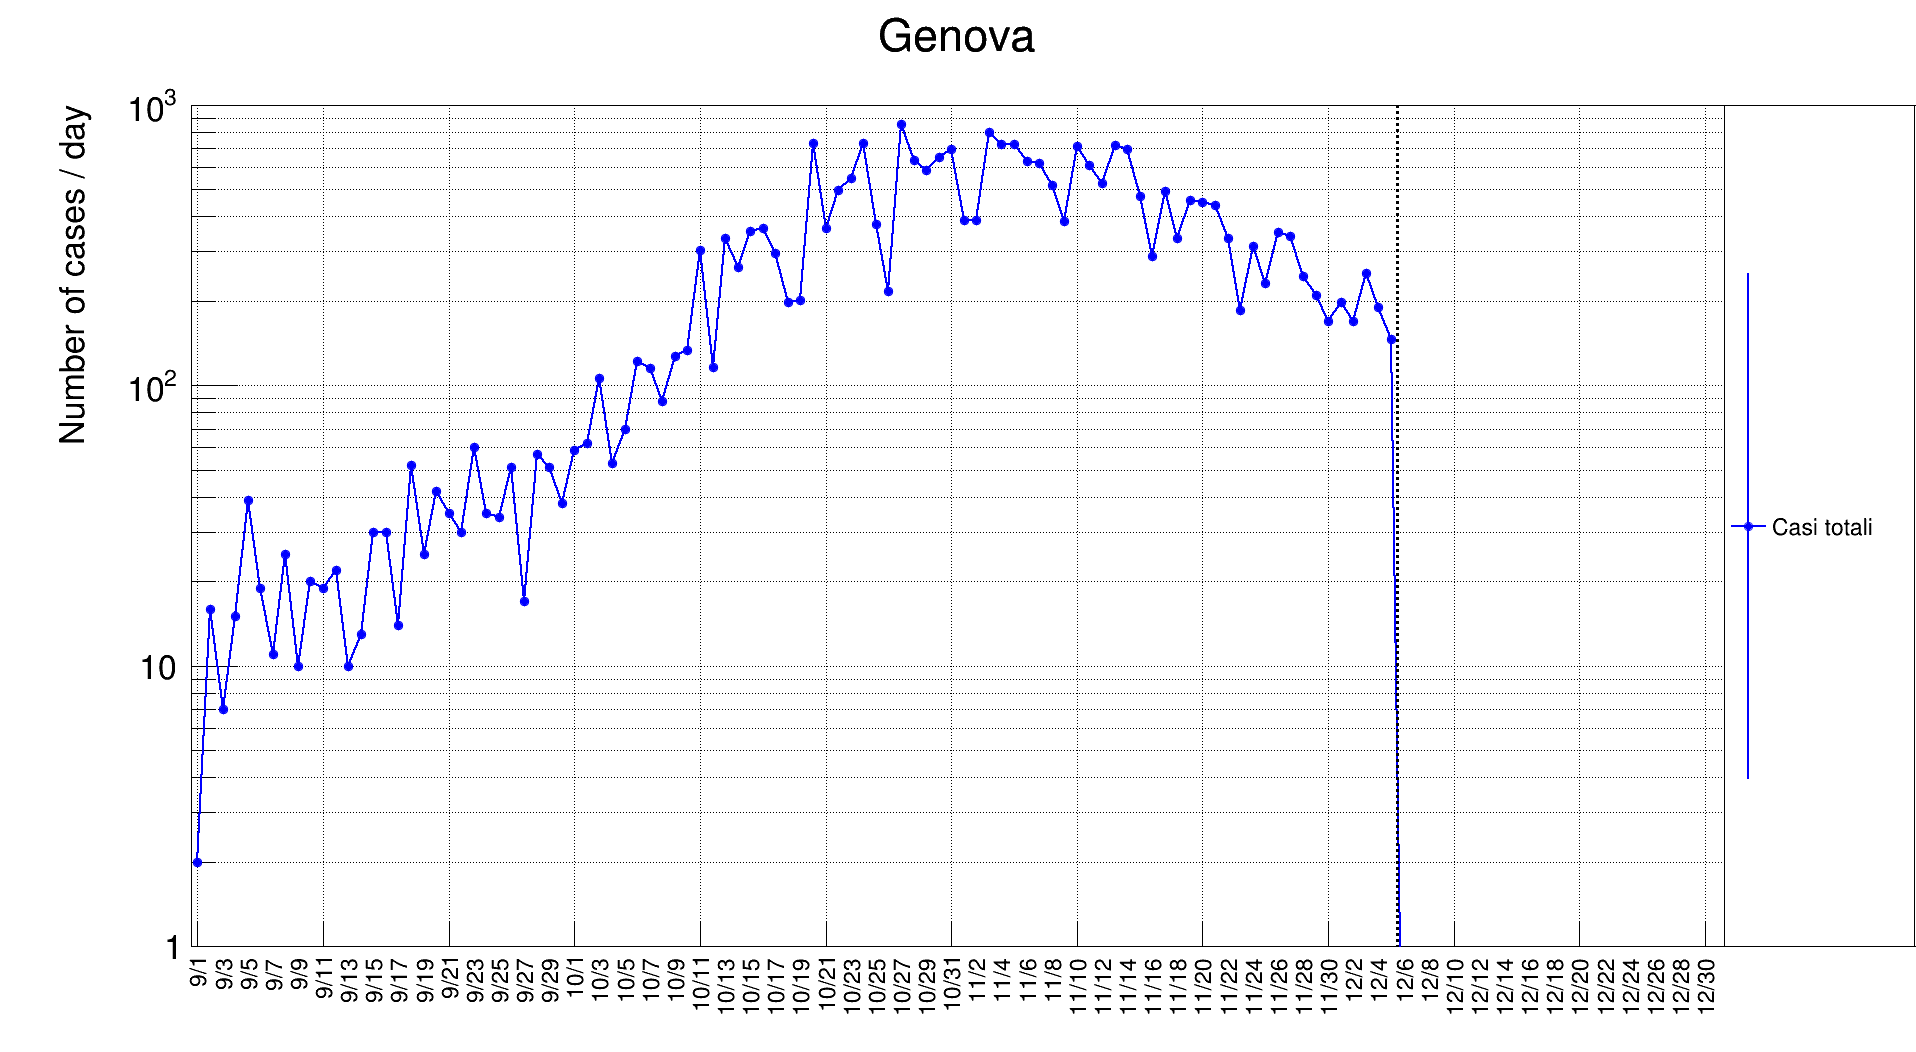 Genova
Number of cases / day
10³
10²
10
1
9/1 9/3 9/5 9/7 9/9 9/11 9/13 9/15 9/17 9/19 9/21 9/23 9/25 9/27 9/29 10/1 10/3 10/5 10/7 10/9 10/11 10/13 10/15 10/17 10/19 10/21 10/23 10/25 10/27 10/29 10/31 11/2 11/4 11/6 11/8 11/10 11/12 11/14 11/16 11/18 11/20 11/22 11/24 11/26 11/28 11/30 12/2 12/4 12/6 12/8 12/10 12/12 12/14 12/16 12/18 12/20 12/22 12/24 12/26 12/28 12/30
Casi totali